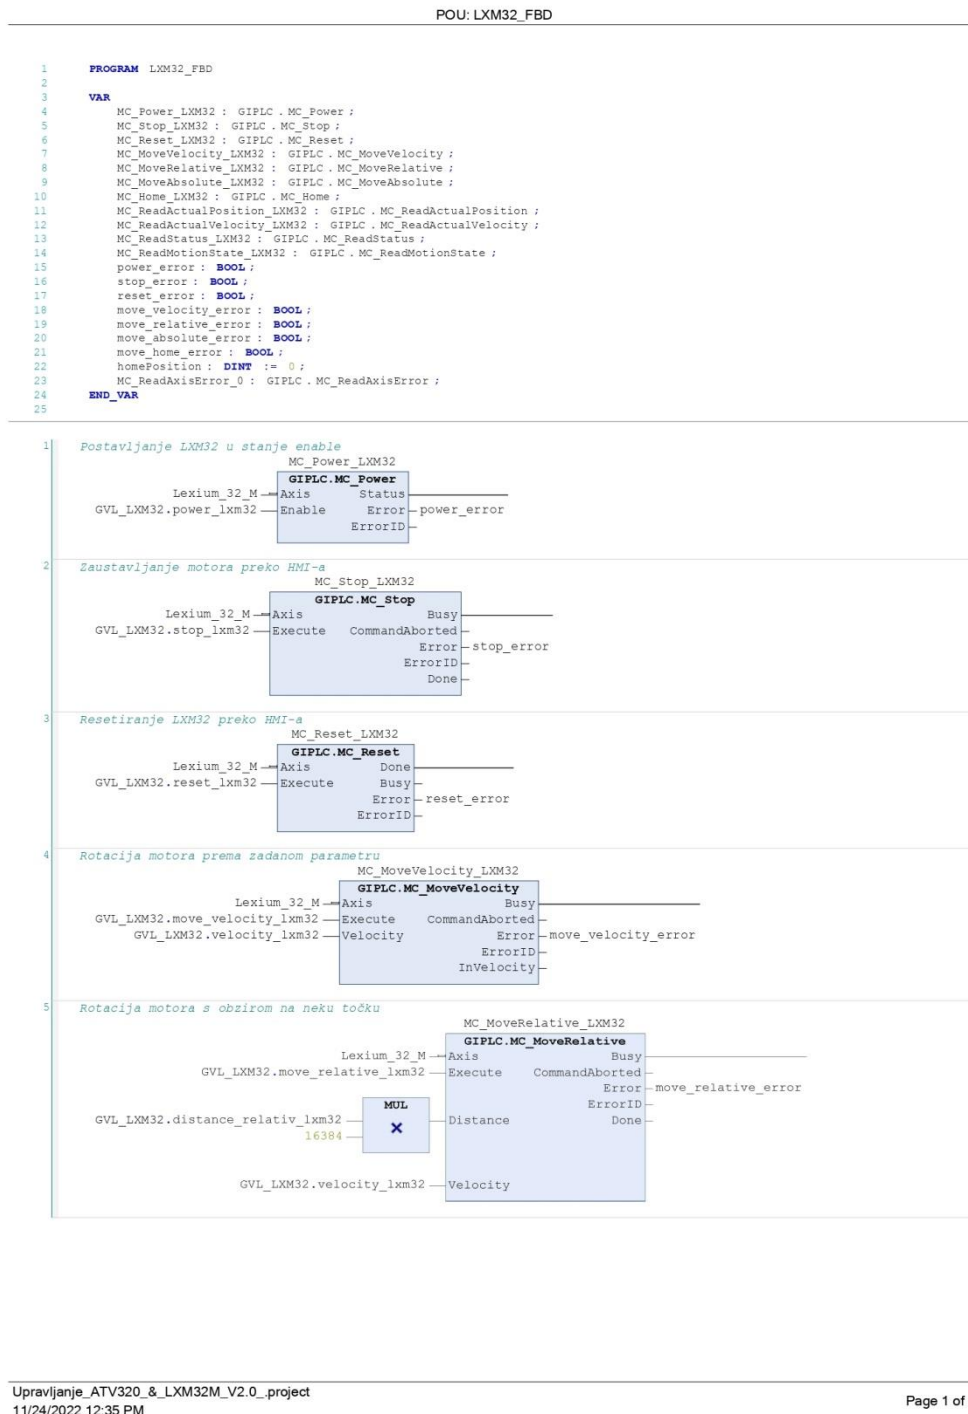 POU: LXM32_FBD
1 PROGRAM LXM32_FBD
2
3 VAR
4 MC_Power_LXM32 : GIPLC . MC_Power ;
5 MC_Stop_LXM32 : GIPLC . MC_Stop ;
6 MC_Reset_LXM32 : GIPLC . MC_Reset ;
7 MC_MoveVelocity_LXM32 : GIPLC . MC_MoveVelocity ;
8 MC_MoveRelative_LXM32 : GIPLC . MC_MoveRelative ;
9 MC_MoveAbsolute_LXM32 : GIPLC . MC_MoveAbsolute ;
10 MC_Home_LXM32 : GIPLC . MC_Home ;
11 MC_ReadActualPosition_LXM32 : GIPLC . MC_ReadActualPosition ;
12 MC_ReadActualVelocity_LXM32 : GIPLC . MC_ReadActualVelocity ;
13 MC_ReadStatus_LXM32 : GIPLC . MC_ReadStatus ;
14 MC_ReadMotionState_LXM32 : GIPLC . MC_ReadMotionState ;
15 power_error : BOOL ;
16 stop_error : BOOL ;
17 reset_error : BOOL ;
18 move_velocity_error : BOOL ;
19 move_relative_error : BOOL ;
20 move_absolute_error : BOOL ;
21 move_home_error : BOOL ;
22 homePosition : DINT := 0 ;
23 MC_ReadAxisError_0 : GIPLC . MC_ReadAxisError ;
24 END_VAR
25
1 Postavljanje LXM32 u stanje enable
MC_Power_LXM32
GIPLC.MC_Power
Lexium_32_M Axis Status
GVL_LXM32.power_lxm32 Enable Error power_error
ErrorID
2 Zaustavljanje motora preko HMI-a
MC_Stop_LXM32
GIPLC.MC_Stop
Lexium_32_M Axis Busy
GVL_LXM32.stop_lxm32 Execute CommandAborted
Error stop_error
ErrorID
Done
3 Resetiranje LXM32 preko HMI-a
MC_Reset_LXM32
GIPLC.MC_Reset
Lexium_32_M Axis Done
GVL_LXM32.reset_lxm32 Execute Busy
Error reset_error
ErrorID
4 Rotacija motora prema zadanom parametru
MC_MoveVelocity_LXM32
GIPLC.MC_MoveVelocity
Lexium_32_M Axis Busy
GVL_LXM32.move_velocity_lxm32 Execute CommandAborted
GVL_LXM32.velocity_lxm32 Velocity Error move_velocity_error
ErrorID
InVelocity
5 Rotacija motora s obzirom na neku točku
MC_MoveRelative_LXM32
GIPLC.MC_MoveRelative
Lexium_32_M Axis Busy
GVL_LXM32.move_relative_lxm32 Execute CommandAborted
Error move_relative_error
MUL ErrorID
GVL_LXM32.distance_relativ_lxm32 Distance Done
16384
GVL_LXM32.velocity_lxm32 Velocity
Upravljanje_ATV320_&_LXM32M_V2.0_.project
11/24/2022 12:35 PM
Page 1 of